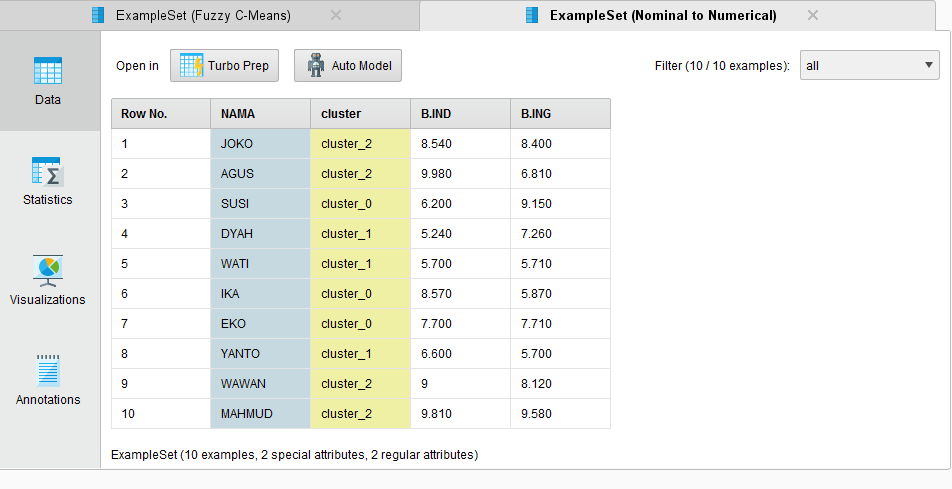 ExampleSet (Fuzzy C-Means) ExampleSet (Nominal to Numerical)
Open in Turbo Prep Auto Model Filter (10 / 10 examples): all
Data
Statistics
Visualizations
Annotations
Row No. NAMA cluster B.IND B.ING
1 JOKO cluster_2 8.540 8.400
2 AGUS cluster_2 9.980 6.810
3 SUSI cluster_0 6.200 9.150
4 DYAH cluster_1 5.240 7.260
5 WATI cluster_1 5.700 5.710
6 IKA cluster_0 8.570 5.870
7 EKO cluster_0 7.700 7.710
8 YANTO cluster_1 6.600 5.700
9 WAWAN cluster_2 9 8.120
10 MAHMUD cluster_2 9.810 9.580
ExampleSet (10 examples, 2 special attributes, 2 regular attributes)